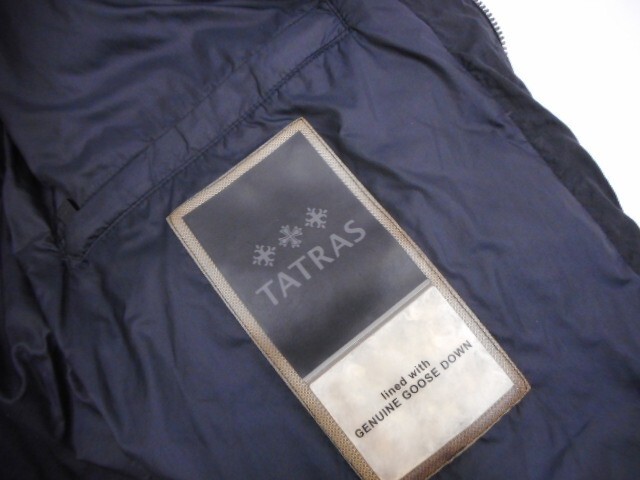 TATRAS
lined with
GENUINE GOOSE DOWN